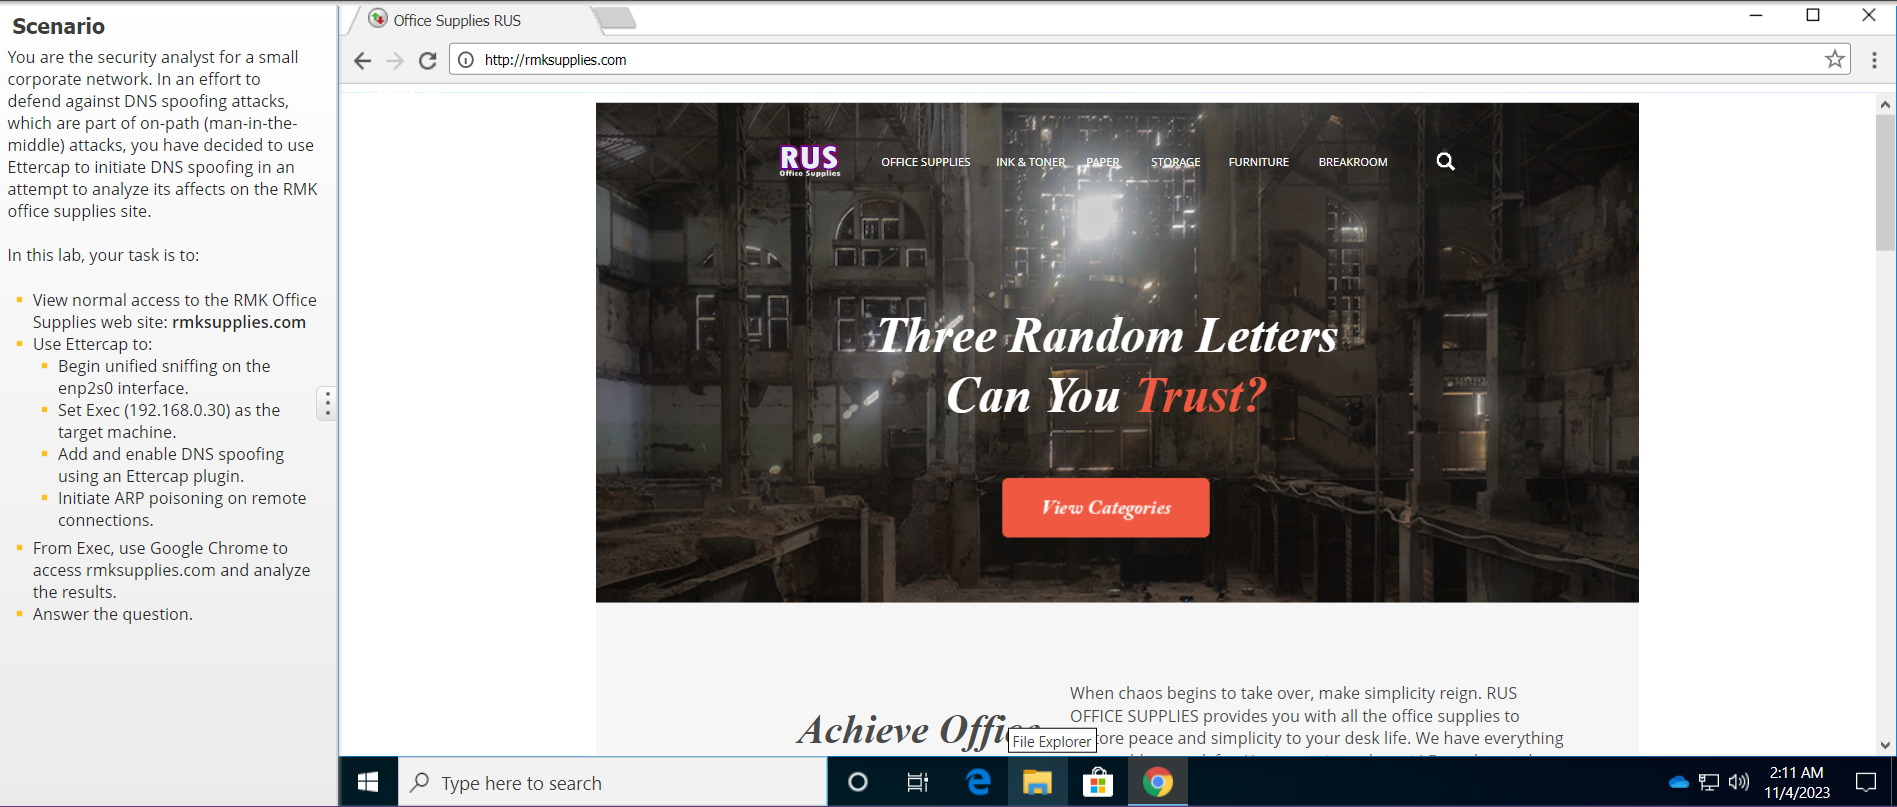 Scenario
You are the security analyst for a small
corporate network. In an effort to
defend against DNS spoofing attacks,
which are part of on-path (man-in-the-
middle) attacks, you have decided to use
Ettercap to initiate DNS spoofing in an
attempt to analyze its affects on the RMK
office supplies site.
In this lab, your task is to:
View normal access to the RMK Office
Supplies web site: rmksupplies.com
Use Ettercap to:
Begin unified sniffing on the
enp2s0 interface.
Set Exec (192.168.0.30) as the
target machine.
Add and enable DNS spoofing
using an Ettercap plugin.
Initiate ARP poisoning on remote
connections.
From Exec, use Google Chrome to
access rmksupplies.com and analyze
the results.
Answer the question.
Office Supplies RUS
http://rmksupplies.com
RUS
Office Supplies
OFFICE SUPPLIES INK & TONER PAPER STORAGE FURNITURE BREAKROOM
Three Random Letters
Can You Trust?
View Categories
Achieve Office
When chaos begins to take over, make simplicity reign. RUS
OFFICE SUPPLIES provides you with all the office supplies to
peace and simplicity to your desk life. We have everything
File Explorer
Type here to search
2:11 AM
11/4/2023